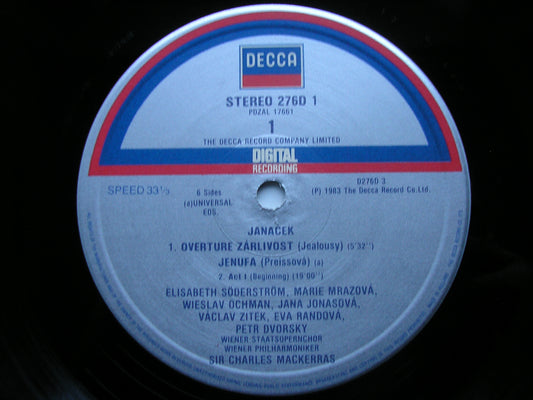 DECCA
STEREO 276D 1
PDZAL 17661
1
THE DECCA RECORD COMPANY LIMITED
DIGITAL
RECORDING
SPEED 33⅓
6 Sides
(a)UNIVERSAL
EDS.
D276D 3
(P) 1983 The Decca Record Co.Ltd.
JANÁČEK
1. OVERTURE ZÁRLIVOST (Jealousy) (5'32'')
JENUFA (Preissová) (a)
2. Act I (Beginning) (19'00'')
ELISABETH SÖDERSTRÖM, MARIE MRAZOVÁ,
WIESLAV OCHMAN, JANA JONASOVÁ,
VÁCLAV ZITEK, EVA RANDOVÁ,
PETR DVORSKY
WIENER STAATSOPERNCHOR
WIENER PHILHARMONIKER
SIR CHARLES MACKERRAS